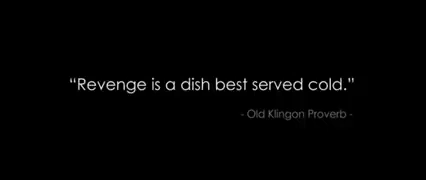 “Revenge is a dish best served cold.”
- Old Klingon Proverb -